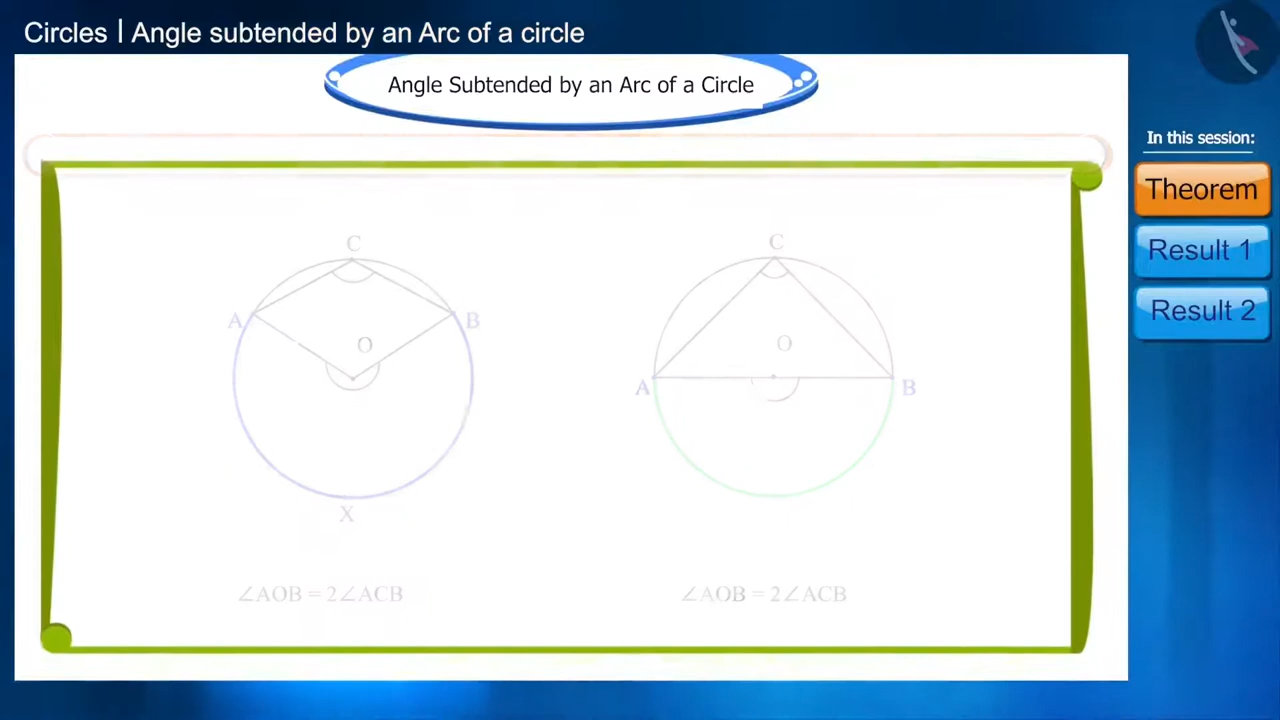 Circles | Angle subtended by an Arc of a circle
Angle Subtended by an Arc of a Circle
In this session:
Theorem
Result 1
Result 2
C
A
B
O
X
∠AOB = 2∠ACB
C
O
A
B
∠AOB = 2∠ACB